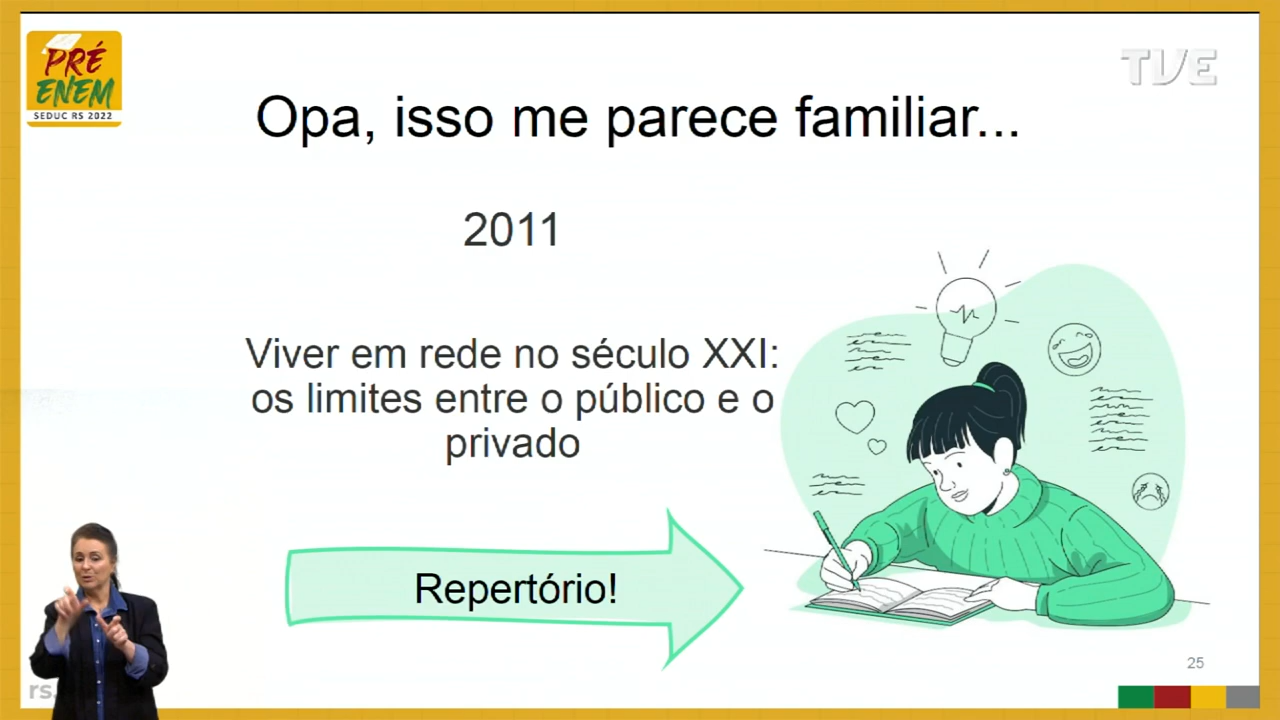 PRÉ
ENEM
SEDUC RS 2022
TVE
Opa, isso me parece familiar...
2011
Viver em rede no século XXI:
os limites entre o público e o
privado
Repertório!
25
rs.